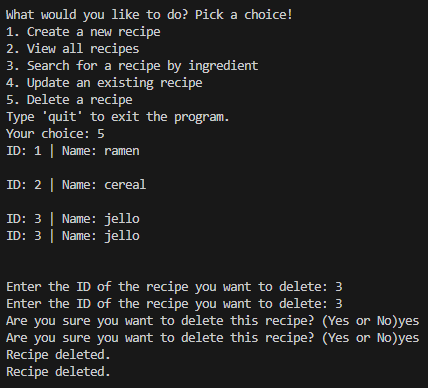 What would you like to do? Pick a choice!
1. Create a new recipe
2. View all recipes
3. Search for a recipe by ingredient
4. Update an existing recipe
5. Delete a recipe
Type 'quit' to exit the program.
Your choice: 5
ID: 1 | Name: ramen
ID: 2 | Name: cereal
ID: 3 | Name: jello
ID: 3 | Name: jello
Enter the ID of the recipe you want to delete: 3
Enter the ID of the recipe you want to delete: 3
Are you sure you want to delete this recipe? (Yes or No)yes
Are you sure you want to delete this recipe? (Yes or No)yes
Recipe deleted.
Recipe deleted.